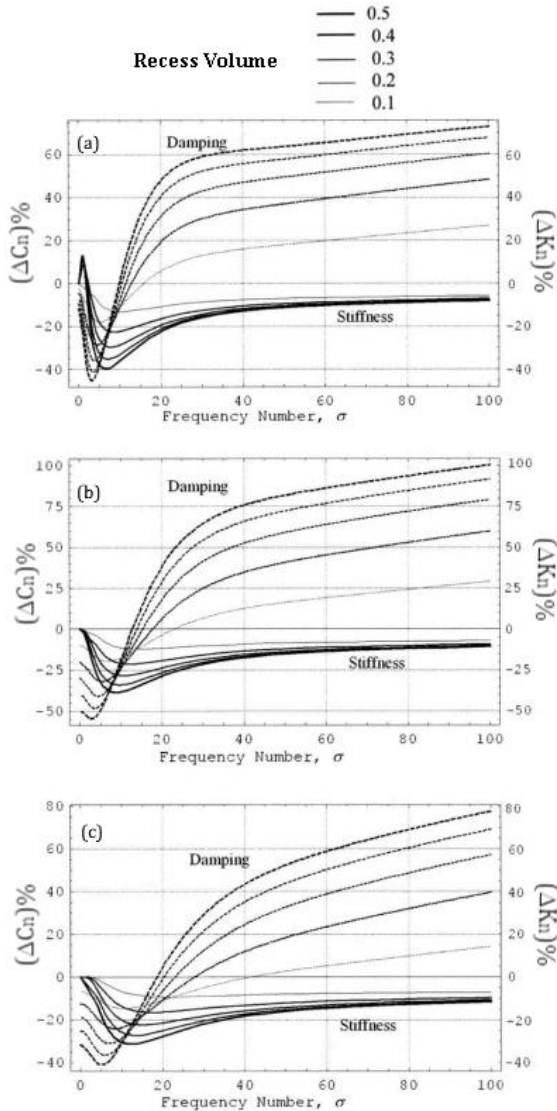 0.5
0.4
Recess Volume
0.3
0.2
0.1
(a)
Damping
60
40
20
0
-20
-40
60
40
20
0
-20
-40
(ΔCn)%
(ΔKn)%
Stiffness
0 20 40 60 80 100
Frequency Number, σ
(b)
Damping
100
75
50
25
0
-25
-50
100
75
50
25
0
-25
-50
(ΔCn)%
(ΔKn)%
Stiffness
0 20 40 60 80 100
Frequency Number, σ
(c)
Damping
80
60
40
20
0
-20
-40
80
60
40
20
0
-20
-40
(ΔCn)%
(ΔKn)%
Stiffness
0 20 40 60 80 100
Frequency Number, σ